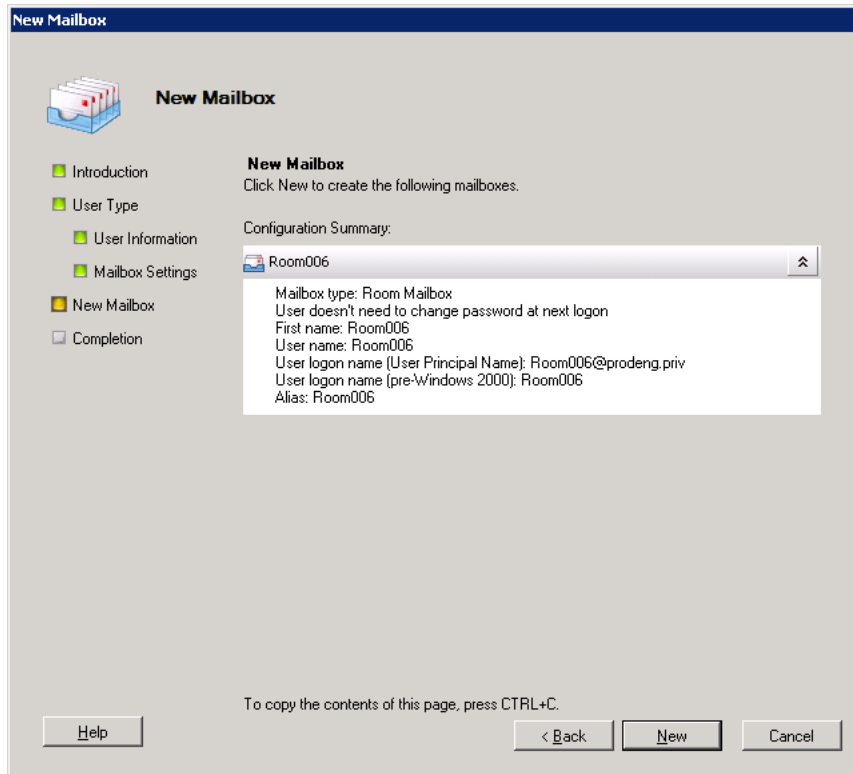 New Mailbox
New Mailbox
Introduction
User Type
User Information
Mailbox Settings
New Mailbox
Completion
New Mailbox
Click New to create the following mailboxes.
Configuration Summary:
Room006
Mailbox type: Room Mailbox
User doesn't need to change password at next logon
First name: Room006
User name: Room006
User logon name (User Principal Name): Room006@prodeng.priv
User logon name (pre-Windows 2000): Room006
Alias: Room006
To copy the contents of this page, press CTRL+C.
Help
< Back
New
Cancel